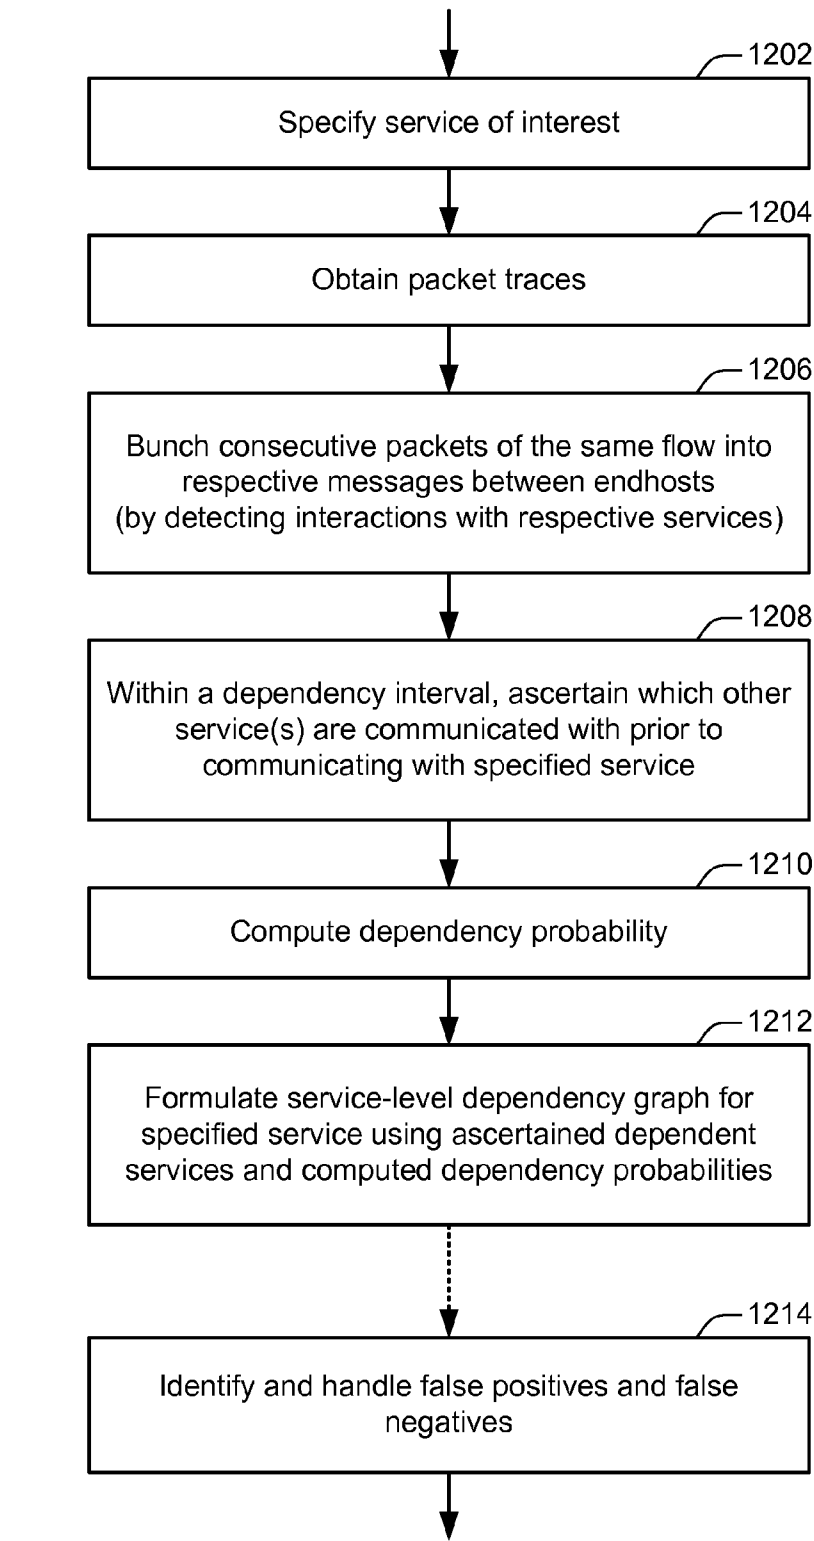 1202
Specify service of interest
1204
Obtain packet traces
1206
Bunch consecutive packets of the same flow into
respective messages between endhosts
(by detecting interactions with respective services)
1208
Within a dependency interval, ascertain which other
service(s) are communicated with prior to
communicating with specified service
1210
Compute dependency probability
1212
Formulate service-level dependency graph for
specified service using ascertained dependent
services and computed dependency probabilities
1214
Identify and handle false positives and false
negatives